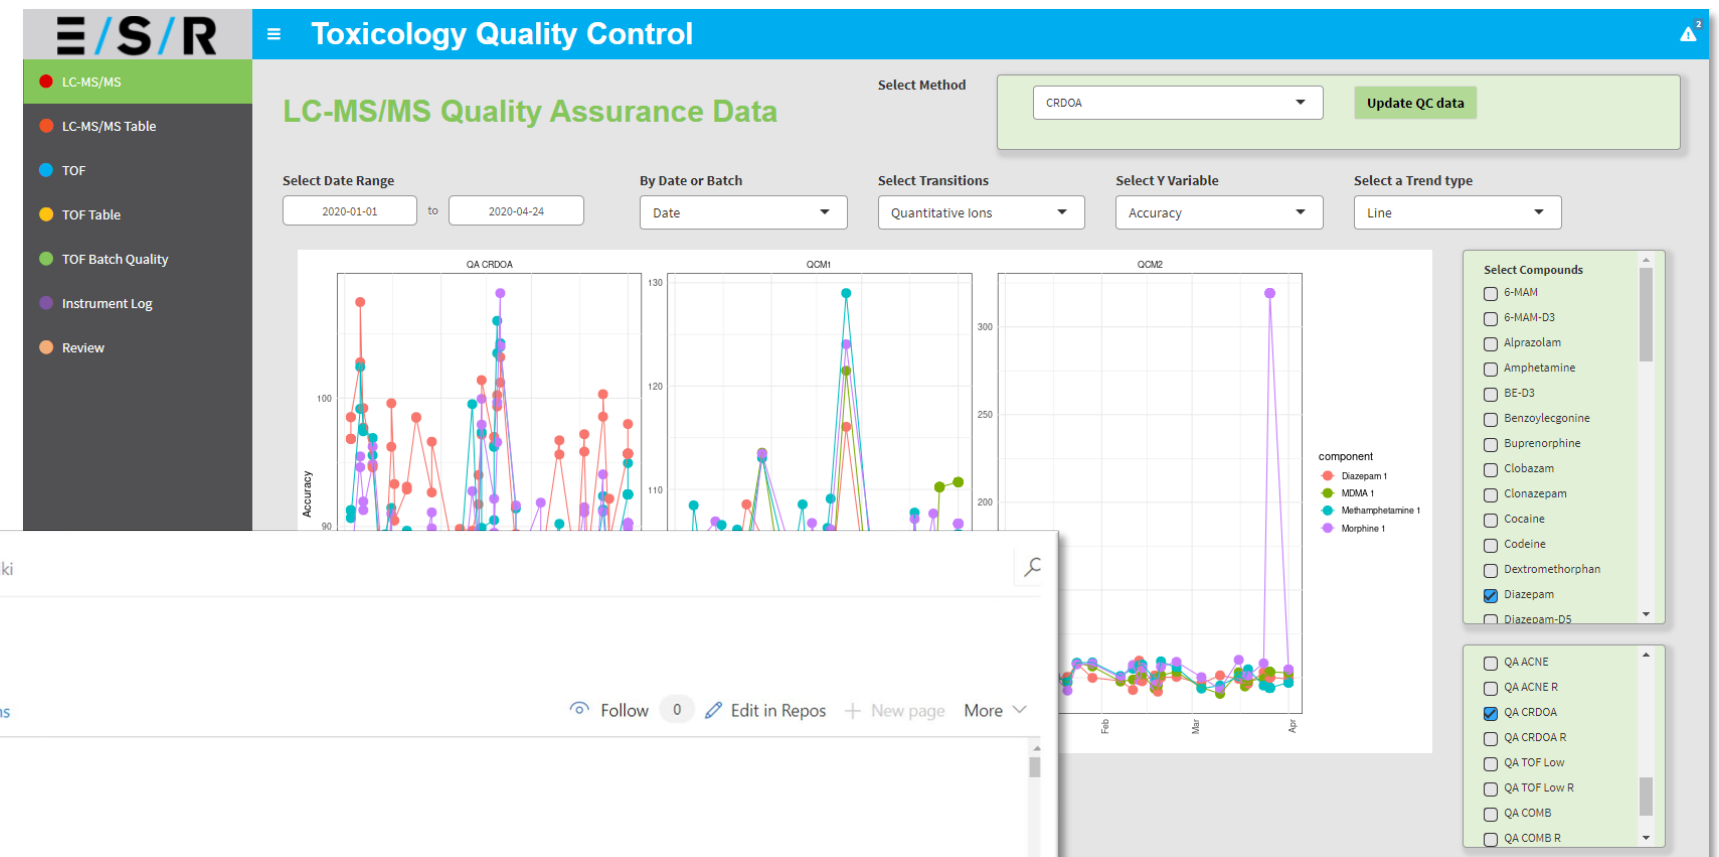 E/S/R
Toxicology Quality Control
2
LC-MS/MS
LC-MS/MS Table
TOF
TOF Table
TOF Batch Quality
Instrument Log
Review
LC-MS/MS Quality Assurance Data
Select Method
CRDOA
Update QC data
Select Date Range
2020-01-01 to 2020-04-24
By Date or Batch
Date
Select Transitions
Quantitative Ions
Select Y Variable
Accuracy
Select a Trend type
Line
QA CRDOA
QCM1
QCM2
Accuracy
100
90
130
120
110
300
250
200
Feb
Mar
Apr
component
Diazepam 1
MDMA 1
Methamphetamine 1
Morphine 1
Select Compounds
6-MAM
6-MAM-D3
Alprazolam
Amphetamine
BE-D3
Benzoylecgonine
Buprenorphine
Clobazam
Clonazepam
Cocaine
Codeine
Dextromethorphan
Diazepam
Diazepam-D5
QA ACNE
QA ACNE R
QA CRDOA
QA CRDOA R
QA TOF Low
QA TOF Low R
QA COMB
QA COMB R
iki
ns
Follow 0 Edit in Repos New page More